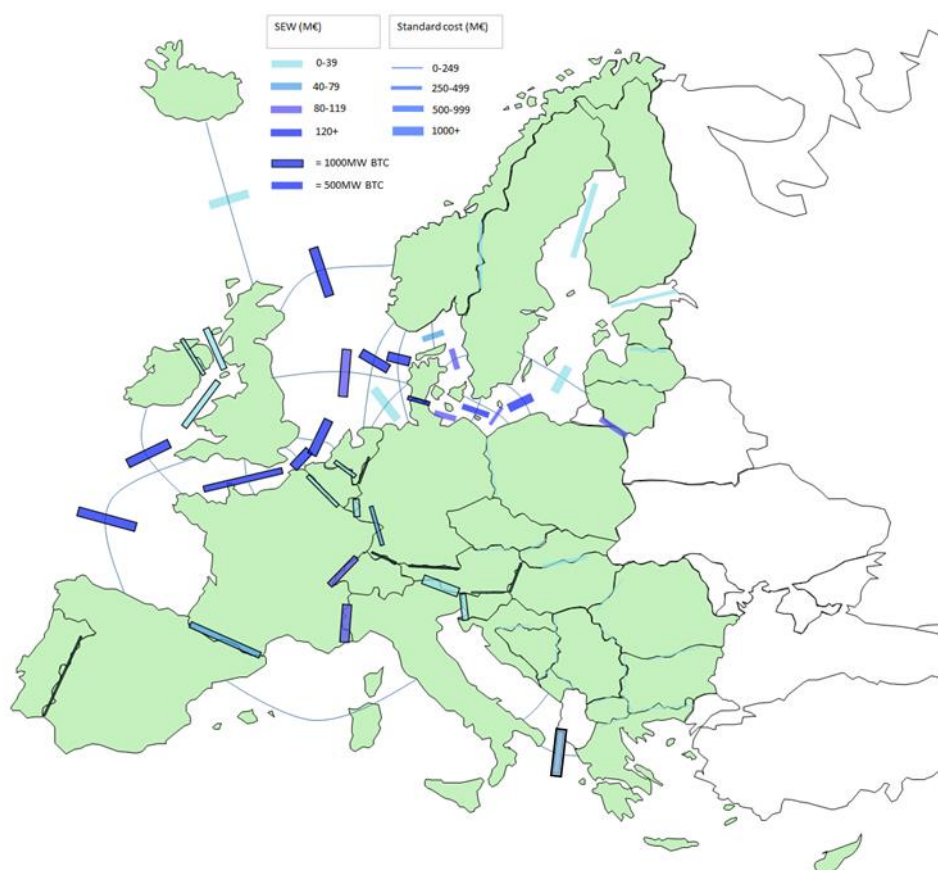 SEW (M€)
Standard cost (M€)
0-39
0-249
40-79
250-499
80-119
500-999
120+
1000+
= 1000MW BTC
= 500MW BTC